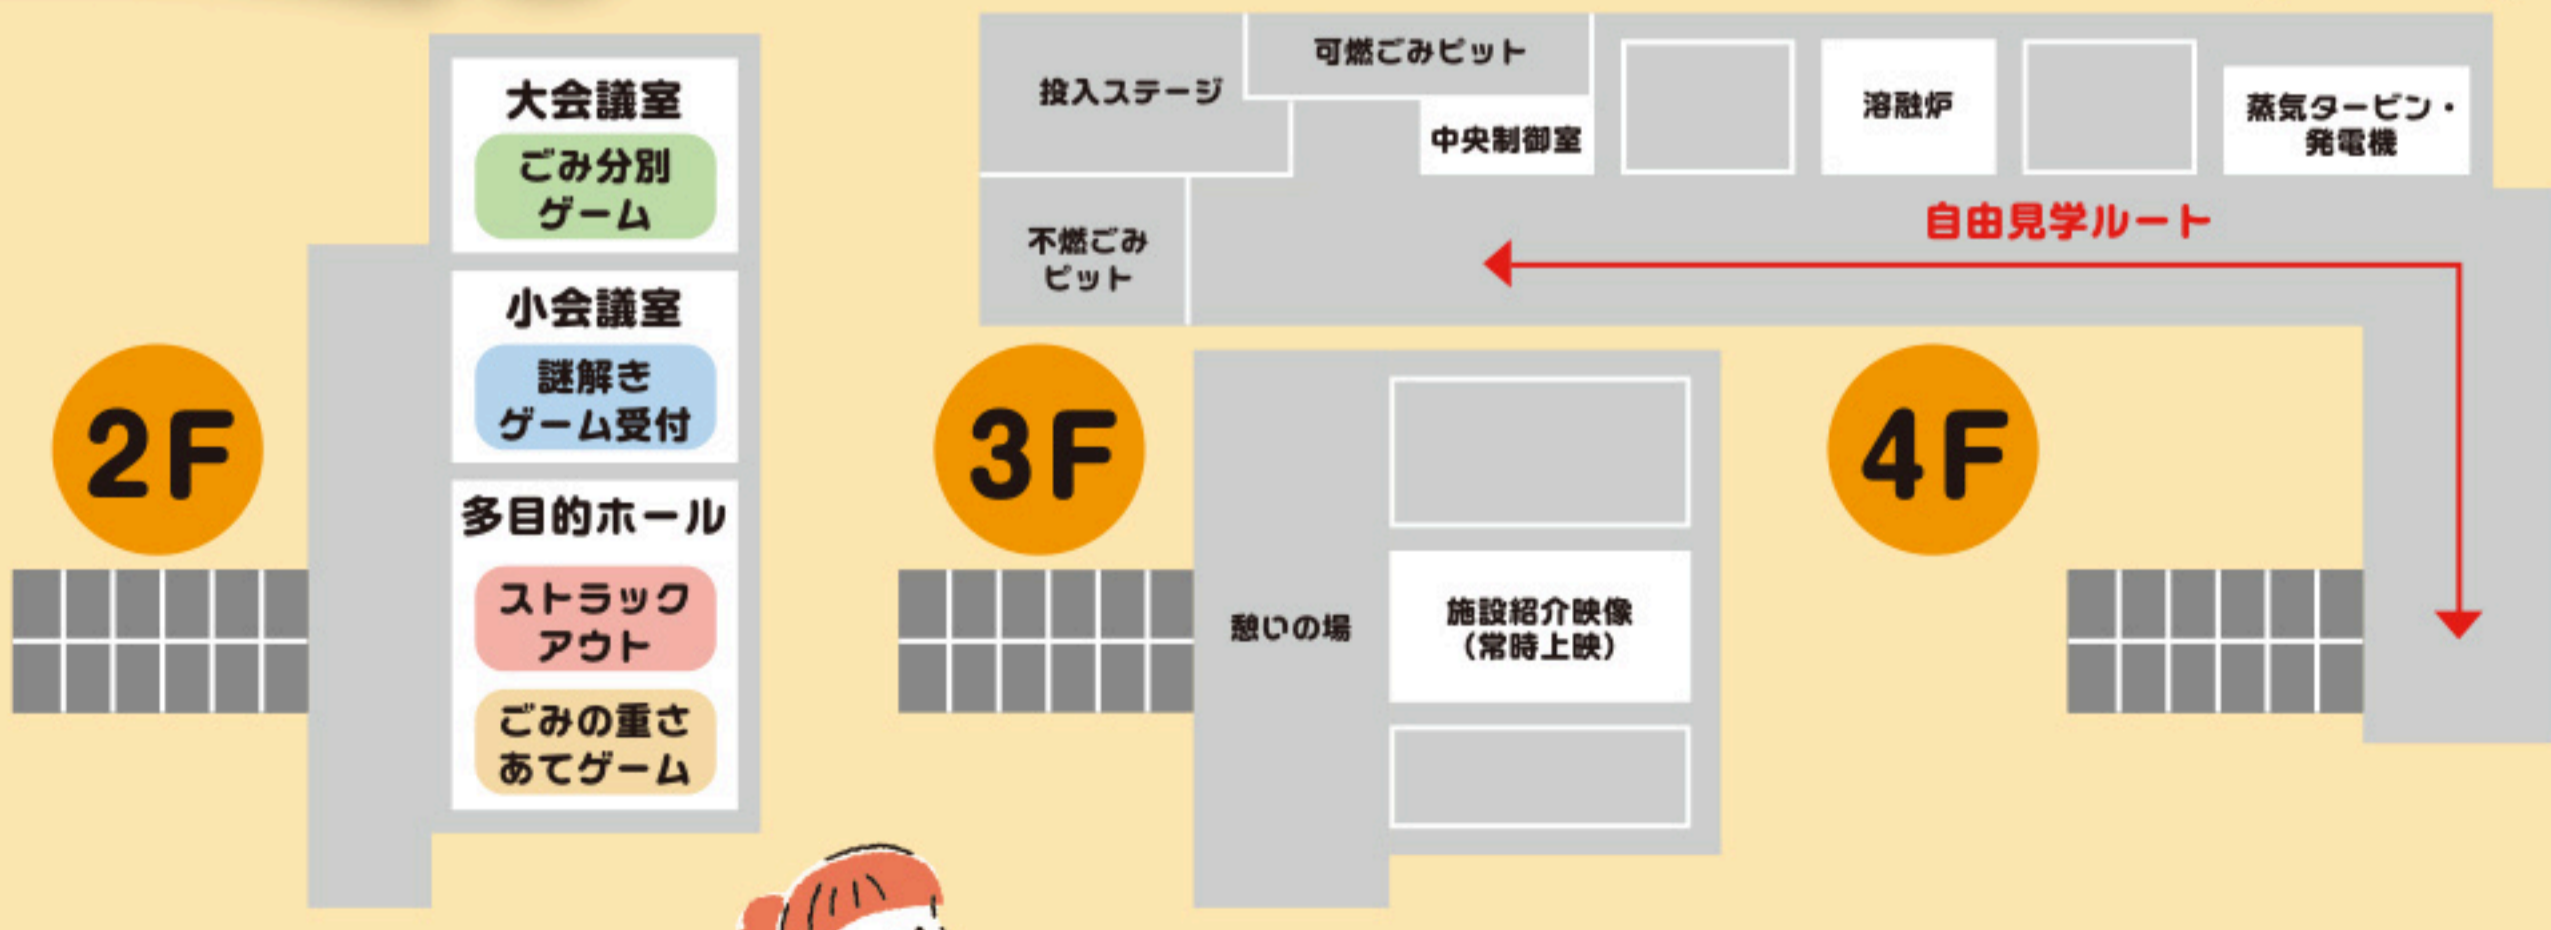 大会議室
ごみ分別
ゲーム
小会議室
謎解き
ゲーム受付
多目的ホール
ストラック
アウト
ごみの重さ
あてゲーム
2F
投入ステージ
可燃ごみピット
中央制御室
溶融炉
蒸気タービン・
発電機
不燃ごみ
ピット
自由見学ルート
3F
憩いの場
施設紹介映像
（常時上映）
4F